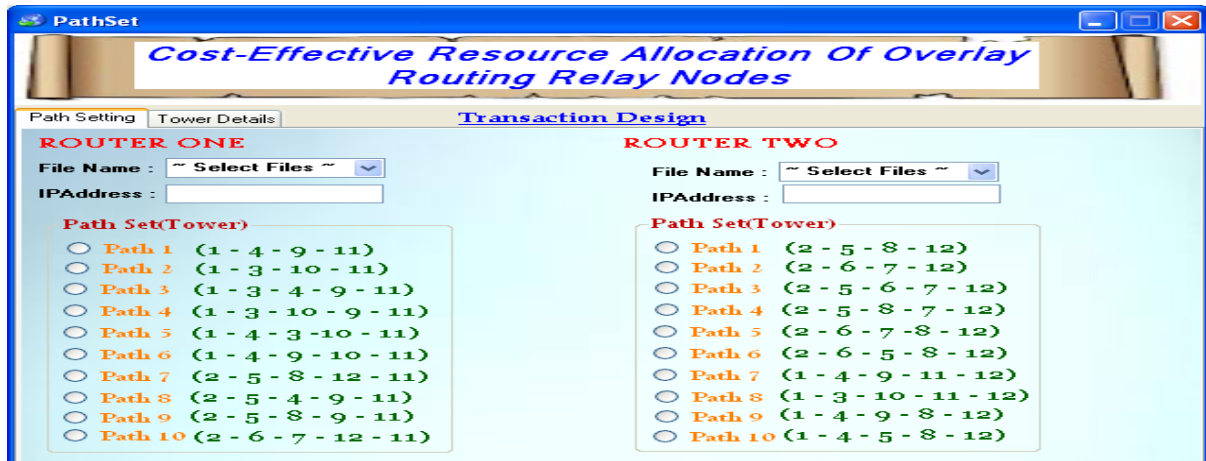 PathSet
Cost-Effective Resource Allocation Of Overlay
Routing Relay Nodes
Path Setting
Tower Details
Transaction Design
ROUTER ONE
File Name :
~ Select Files ~
IPAddress :
Path Set(Tower)
Path 1 (1 - 4 - 9 - 11)
Path 2 (1 - 3 - 10 - 11)
Path 3 (1 - 3 - 4 - 9 - 11)
Path 4 (1 - 3 - 10 - 9 - 11)
Path 5 (1 - 4 - 3 -10 - 11)
Path 6 (1 - 4 - 9 - 10 - 11)
Path 7 (2 - 5 - 8 - 12 - 11)
Path 8 (2 - 5 - 4 - 9 - 11)
Path 9 (2 - 5 - 8 - 9 - 11)
Path 10 (2 - 6 - 7 - 12 - 11)
ROUTER TWO
File Name :
~ Select Files ~
IPAddress :
Path Set(Tower)
Path 1 (2 - 5 - 8 - 12)
Path 2 (2 - 6 - 7 - 12)
Path 3 (2 - 5 - 6 - 7 - 12)
Path 4 (2 - 5 - 8 - 7 - 12)
Path 5 (2 - 6 - 7 -8 - 12)
Path 6 (2 - 6 - 5 - 8 - 12)
Path 7 (1 - 4 - 9 - 11 - 12)
Path 8 (1 - 3 - 10 - 11 - 12)
Path 9 (1 - 4 - 9 - 8 - 12)
Path 10 (1 - 4 - 5 - 8 - 12)